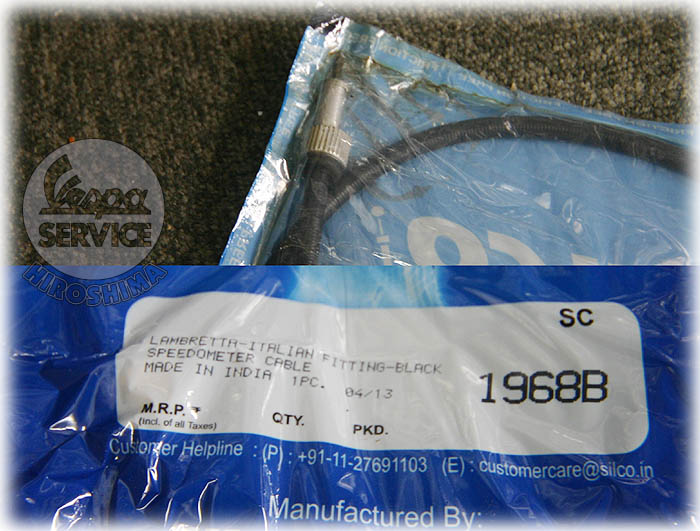 Vespa
SERVICE
HIROSHIMA
SC
LAMBRETTA-ITALIAN FITTING-BLACK
SPEEDOMETER CABLE
MADE IN INDIA 1PC. 04/13
1968B
M.R.P. ₹
(incl. of all Taxes)
QTY.
PKD.
Customer Helpline : (P) : +91-11-27691103 (E) : customercare@silco.in
Manufactured By: